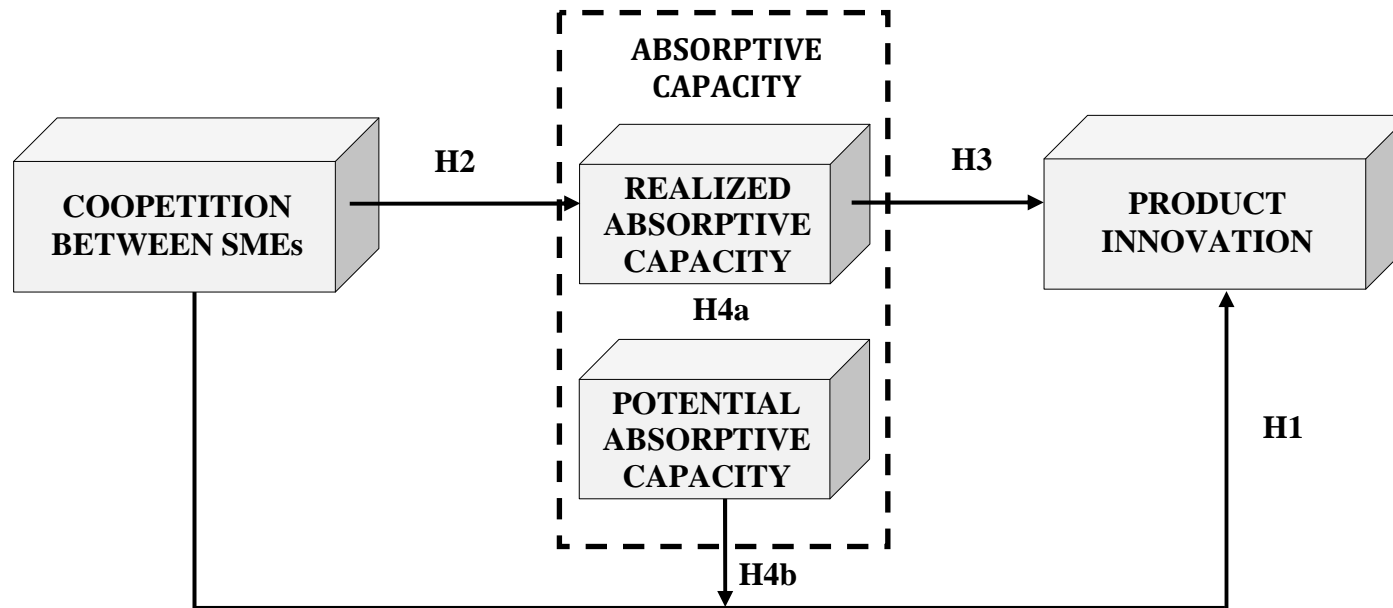 ABSORPTIVE
CAPACITY
H2
H3
COOPETITION
BETWEEN SMEs
REALIZED
ABSORPTIVE
CAPACITY
PRODUCT
INNOVATION
H4a
POTENTIAL
ABSORPTIVE
CAPACITY
H1
H4b